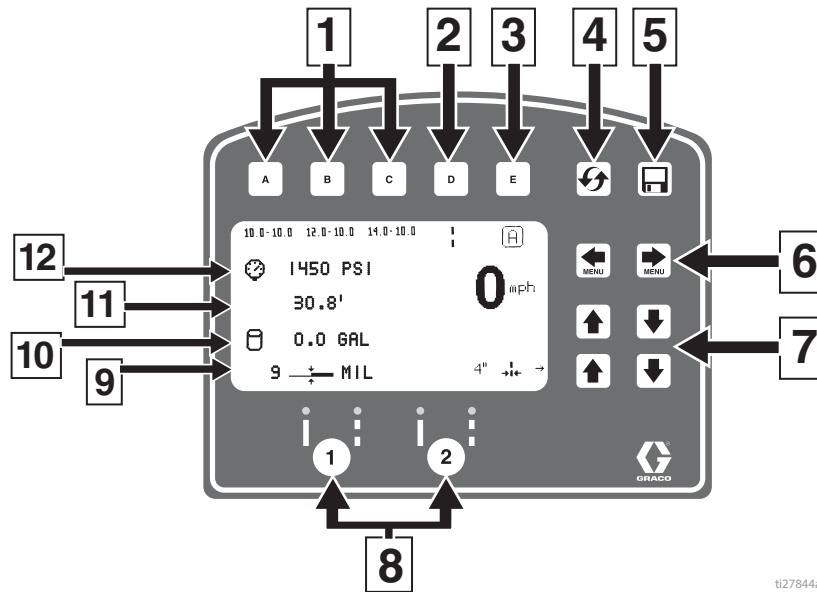 1 2 3 4 5
A B C D E
10.0-10.0 12.0-10.0 14.0-10.0 A
12 1450 PSI 0 mph MENU MENU 6
11 30.8'
10 0.0 GAL 7
9 9 MIL 4"
1 2
GRACO
8
ti27844a